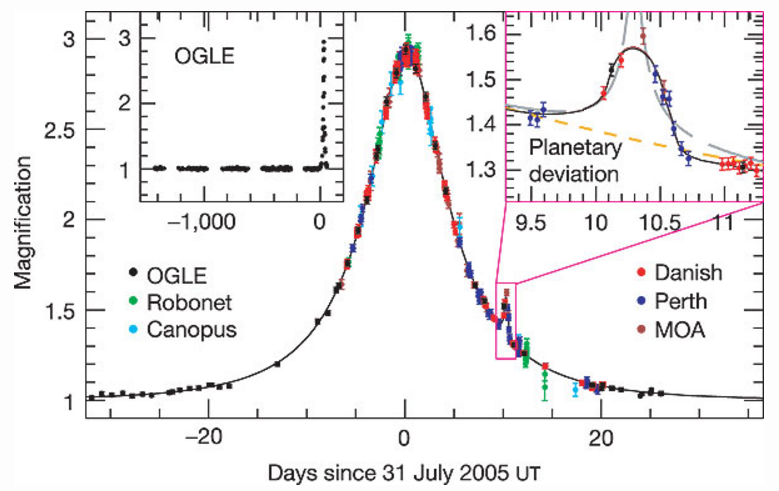 3
2.5
2
1.5
1
Magnification
−20
0
20
Days since 31 July 2005 UT
OGLE
Robonet
Canopus
Danish
Perth
MOA
OGLE
3
2
1
−1,000
0
1.6
1.5
1.4
1.3
Planetary
deviation
9.5
10
10.5
11